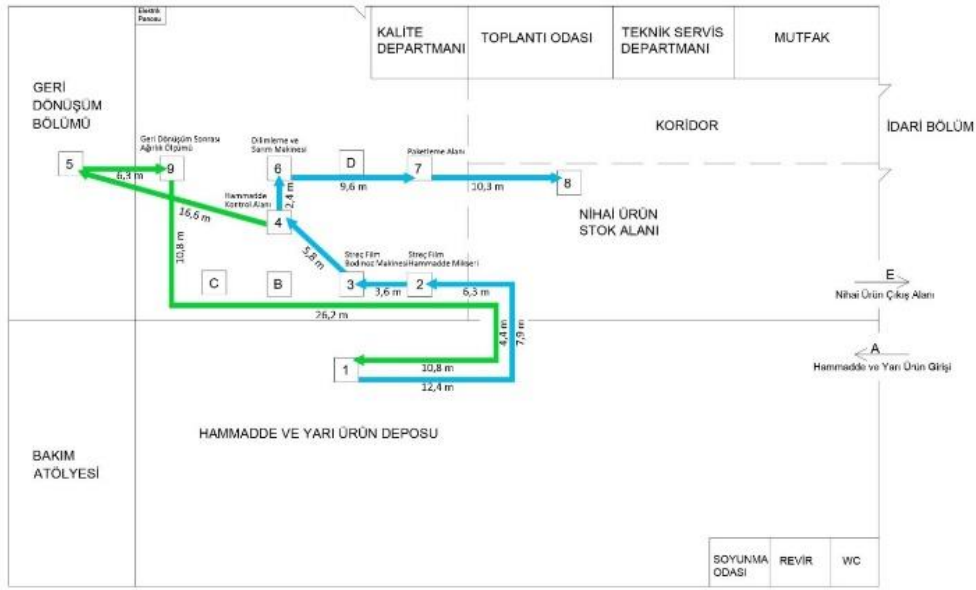 Elektrik
Panosu
KALİTE
DEPARTMANI
TOPLANTI ODASI
TEKNİK SERVİS
DEPARTMANI
MUTFAK
GERİ
DÖNÜŞÜM
BÖLÜMÜ
KORİDOR
İDARİ BÖLÜM
Geri Dönüşüm Sonrası
Ağırlık Ölçümü
Dilimleme ve
Sarım Makinesi
D
Paketleme Alanı
5
9
6
7
8
6,3 m
9,6 m
10,3 m
2,4 m
Hammadde
Kontrol Alanı
4
16,6 m
NİHAİ ÜRÜN
STOK ALANI
10,8 m
5,8 m
Streç Film
Bobinoz Makinesi
Streç Film
Hammadde Mikseri
C
B
3
2
3,6 m
6,3 m
E
Nihai Ürün Çıkış Alanı
26,2 m
4,4 m
7,9 m
A
Hammadde ve Yarı Ürün Girişi
1
10,8 m
12,4 m
HAMMADDE VE YARI ÜRÜN DEPOSU
BAKIM
ATÖLYESİ
SOYUNMA
ODASI
REVİR
WC